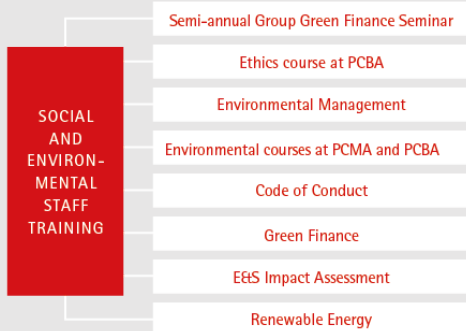 SOCIAL
AND
ENVIRON-
MENTAL
STAFF
TRAINING
Semi-annual Group Green Finance Seminar
Ethics course at PCBA
Environmental Management
Environmental courses at PCMA and PCBA
Code of Conduct
Green Finance
E&S Impact Assessment
Renewable Energy